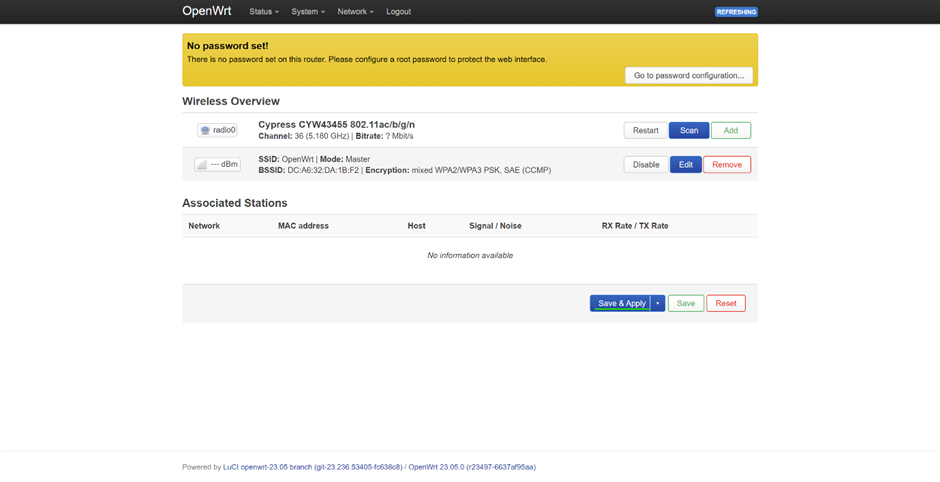 OpenWrt Status System Network Logout REFRESHING
No password set!
There is no password set on this router. Please configure a root password to protect the web interface.
Go to password configuration...
Wireless Overview
radio0
Cypress CYW43455 802.11ac/b/g/n
Channel: 36 (5.180 GHz) | Bitrate: ? Mbit/s
Restart Scan Add
--- dBm
SSID: OpenWrt | Mode: Master
BSSID: DC:A6:32:DA:1B:F2 | Encryption: mixed WPA2/WPA3 PSK, SAE (CCMP)
Disable Edit Remove
Associated Stations
Network MAC address Host Signal / Noise RX Rate / TX Rate
No information available
Save & Apply Save Reset
Powered by LuCI openwrt-23.05 branch (git-23.236.53405-fc638c8) / OpenWrt 23.05.0 (r23497-6637af95aa)